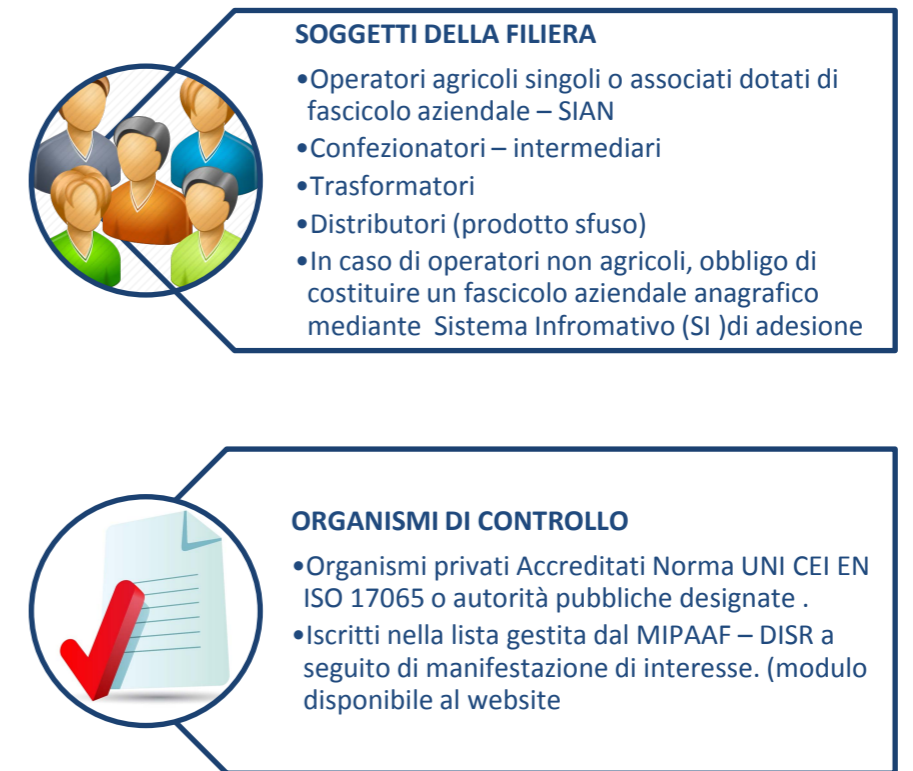 SOGGETTI DELLA FILIERA
•Operatori agricoli singoli o associati dotati di
fascicolo aziendale – SIAN
•Confezionatori – intermediari
•Trasformatori
•Distributori (prodotto sfuso)
•In caso di operatori non agricoli, obbligo di
costituire un fascicolo aziendale anagrafico
mediante Sistema Infromativo (SI )di adesione
ORGANISMI DI CONTROLLO
•Organismi privati Accreditati Norma UNI CEI EN
ISO 17065 o autorità pubbliche designate .
•Iscritti nella lista gestita dal MIPAAF – DISR a
seguito di manifestazione di interesse. (modulo
disponibile al website